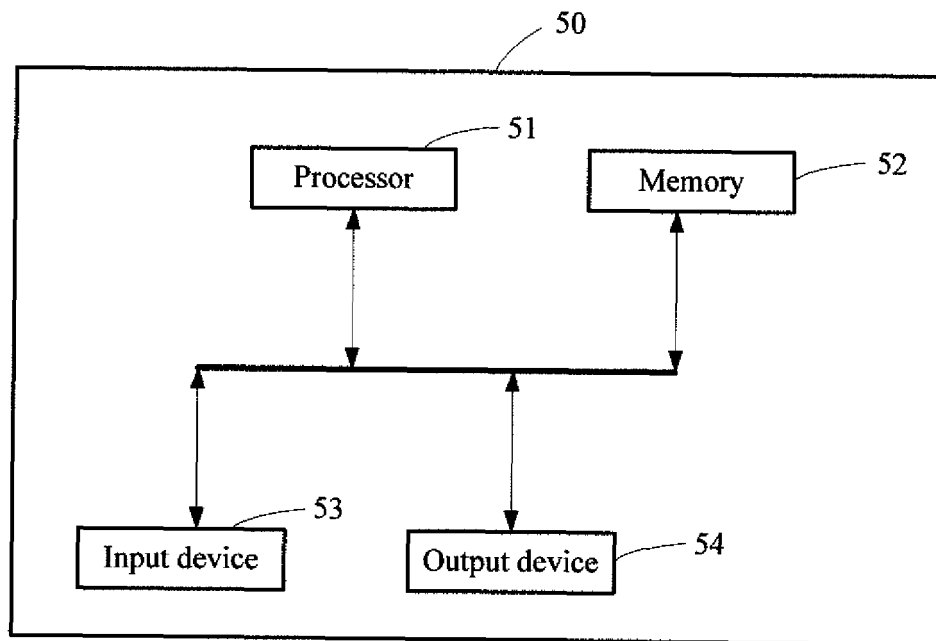 50
51
Processor
52
Memory
53
Input device
54
Output device